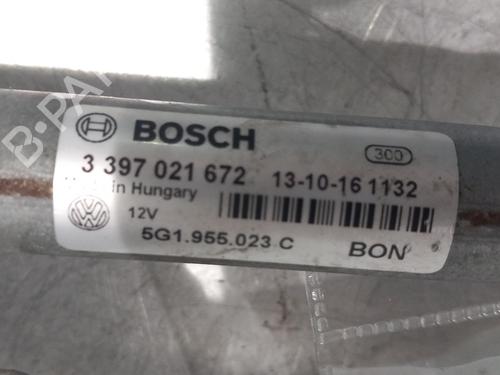 BOSCH
300
3 397 021 672 13-10-16 1132
in Hungary
12V
5G1.955.023 C BON
B-PA